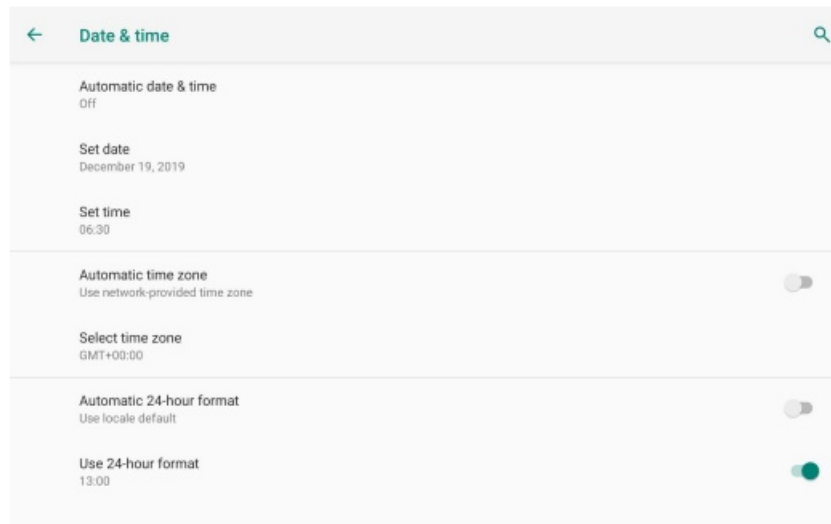 Date & time
Automatic date & time
Off
Set date
December 19, 2019
Set time
06:30
Automatic time zone
Use network-provided time zone
Select time zone
GMT+00:00
Automatic 24-hour format
Use locale default
Use 24-hour format
13:00